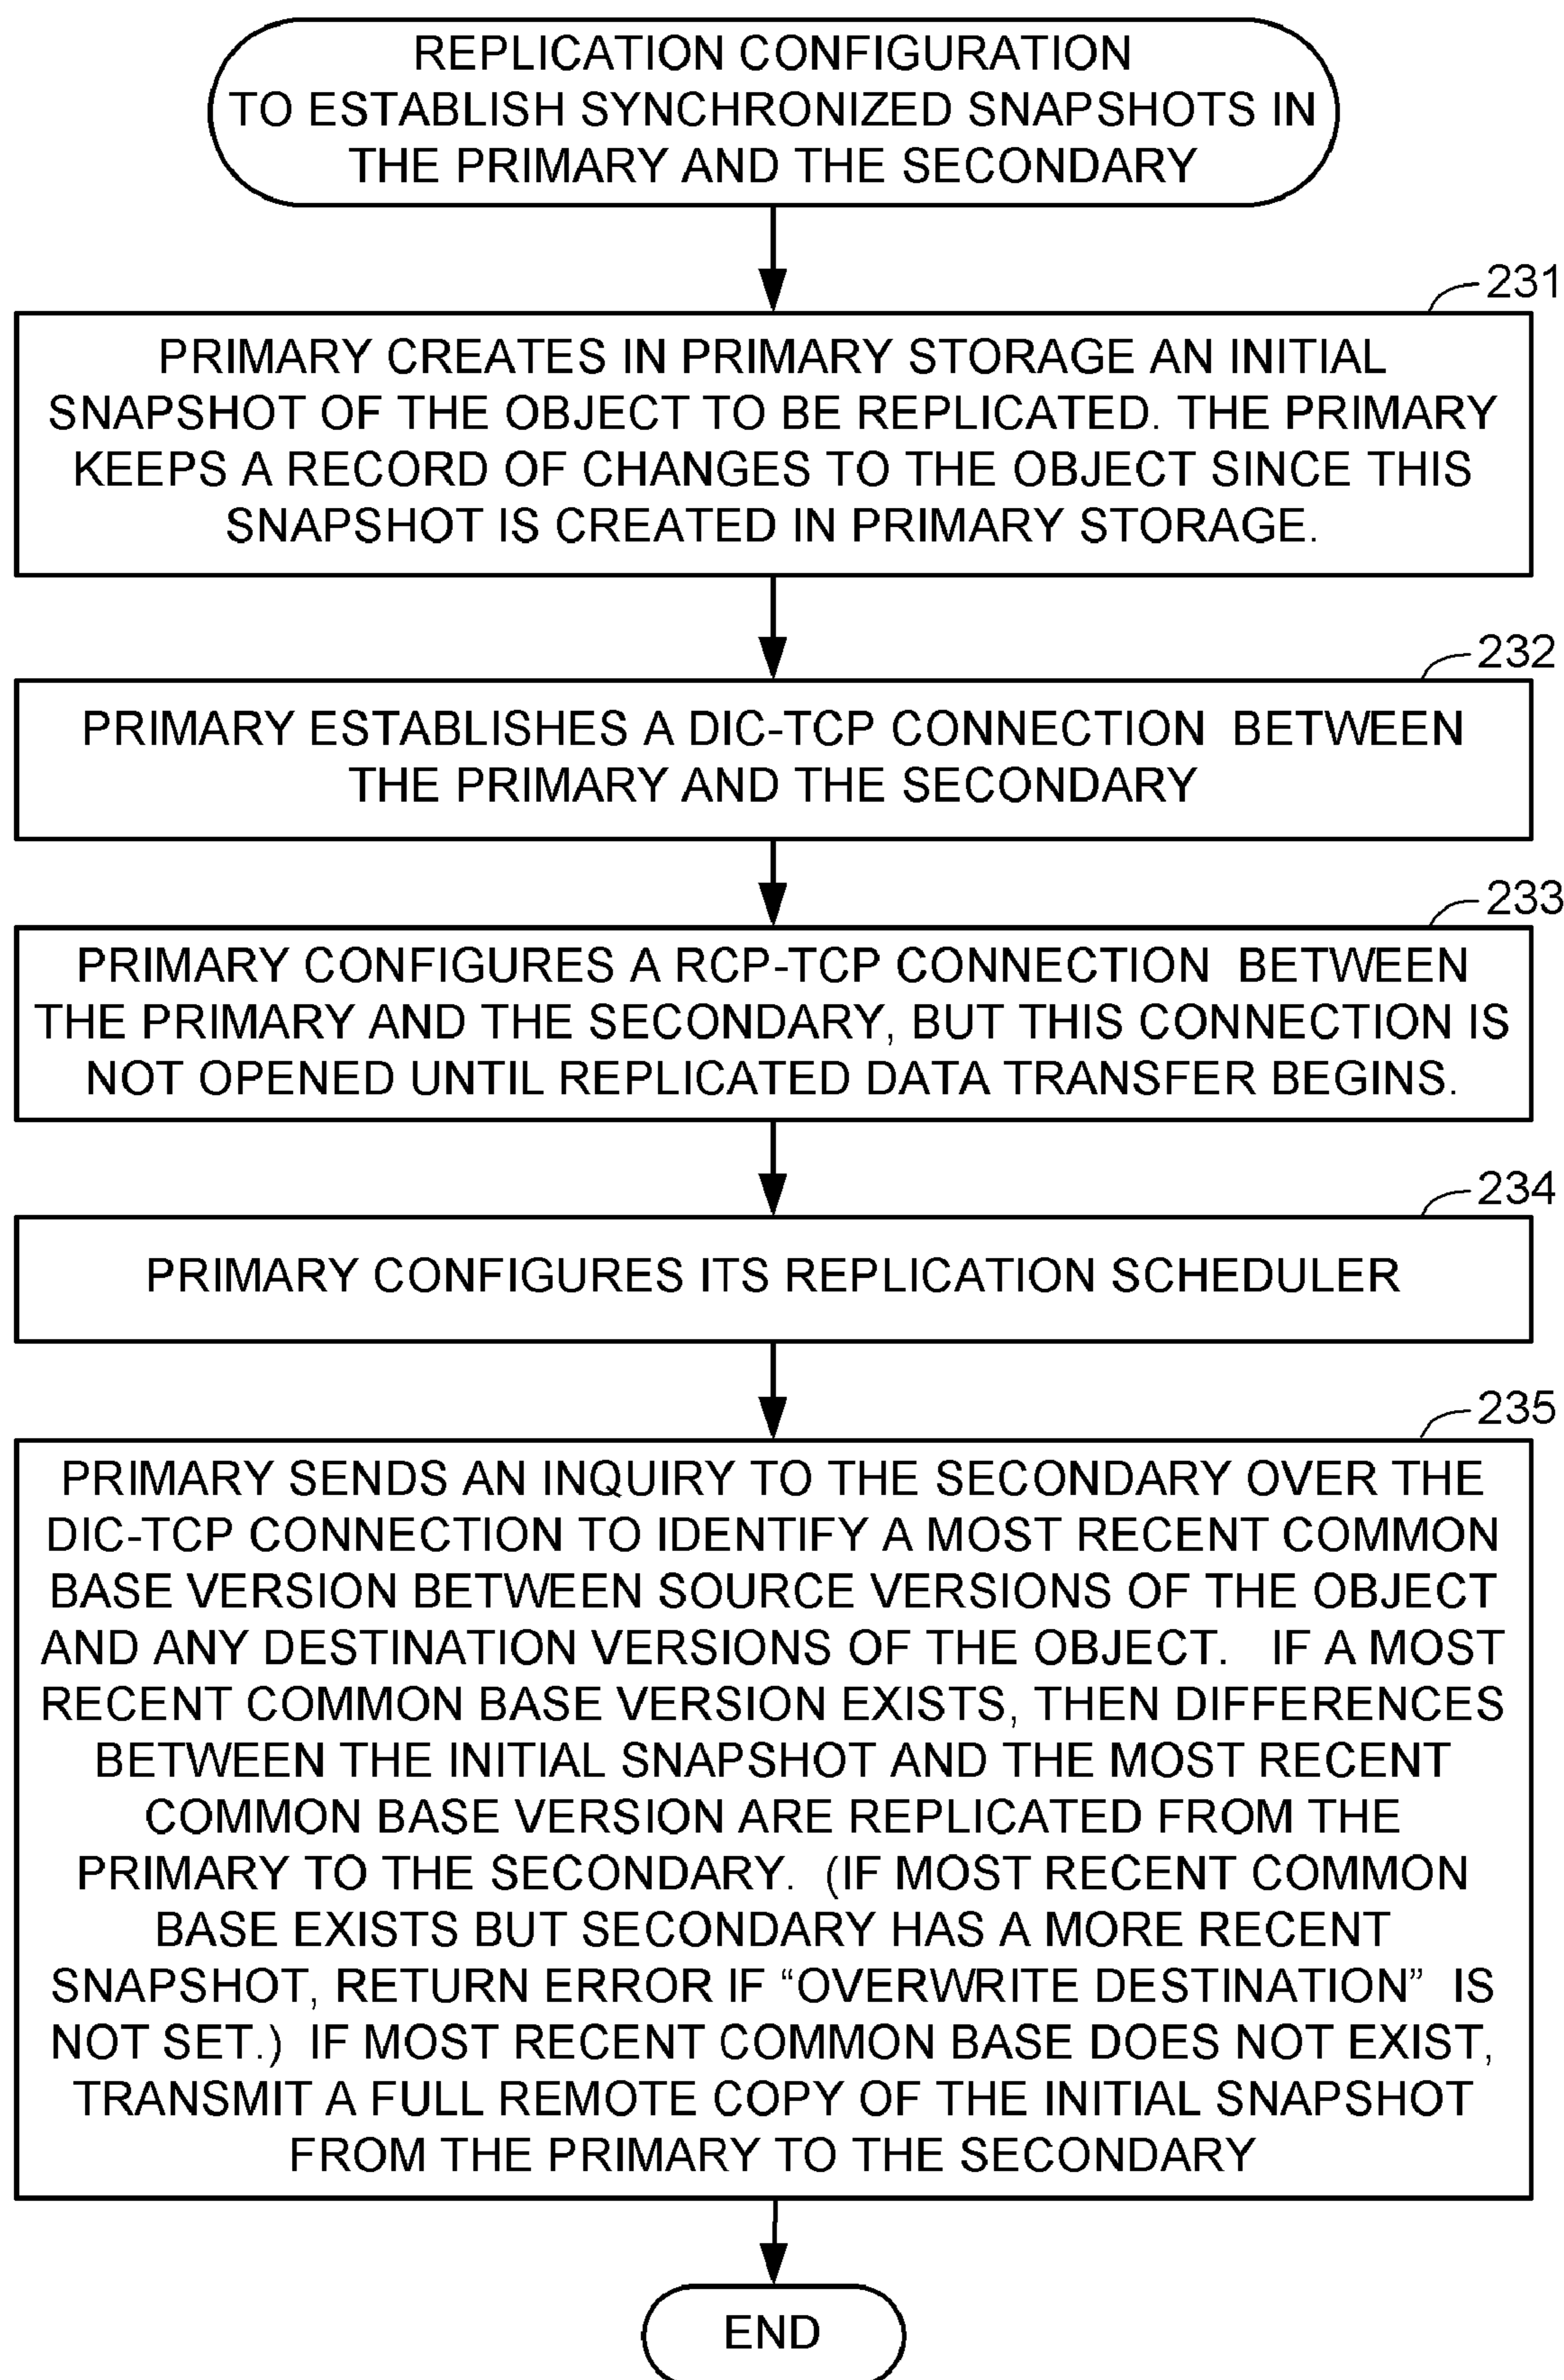 REPLICATION CONFIGURATION
TO ESTABLISH SYNCHRONIZED SNAPSHOTS IN
THE PRIMARY AND THE SECONDARY
231
PRIMARY CREATES IN PRIMARY STORAGE AN INITIAL
SNAPSHOT OF THE OBJECT TO BE REPLICATED. THE PRIMARY
KEEPS A RECORD OF CHANGES TO THE OBJECT SINCE THIS
SNAPSHOT IS CREATED IN PRIMARY STORAGE.
232
PRIMARY ESTABLISHES A DIC-TCP CONNECTION BETWEEN
THE PRIMARY AND THE SECONDARY
233
PRIMARY CONFIGURES A RCP-TCP CONNECTION BETWEEN
THE PRIMARY AND THE SECONDARY, BUT THIS CONNECTION IS
NOT OPENED UNTIL REPLICATED DATA TRANSFER BEGINS.
234
PRIMARY CONFIGURES ITS REPLICATION SCHEDULER
235
PRIMARY SENDS AN INQUIRY TO THE SECONDARY OVER THE
DIC-TCP CONNECTION TO IDENTIFY A MOST RECENT COMMON
BASE VERSION BETWEEN SOURCE VERSIONS OF THE OBJECT
AND ANY DESTINATION VERSIONS OF THE OBJECT. IF A MOST
RECENT COMMON BASE VERSION EXISTS, THEN DIFFERENCES
BETWEEN THE INITIAL SNAPSHOT AND THE MOST RECENT
COMMON BASE VERSION ARE REPLICATED FROM THE
PRIMARY TO THE SECONDARY. (IF MOST RECENT COMMON
BASE EXISTS BUT SECONDARY HAS A MORE RECENT
SNAPSHOT, RETURN ERROR IF “OVERWRITE DESTINATION” IS
NOT SET.) IF MOST RECENT COMMON BASE DOES NOT EXIST,
TRANSMIT A FULL REMOTE COPY OF THE INITIAL SNAPSHOT
FROM THE PRIMARY TO THE SECONDARY
END